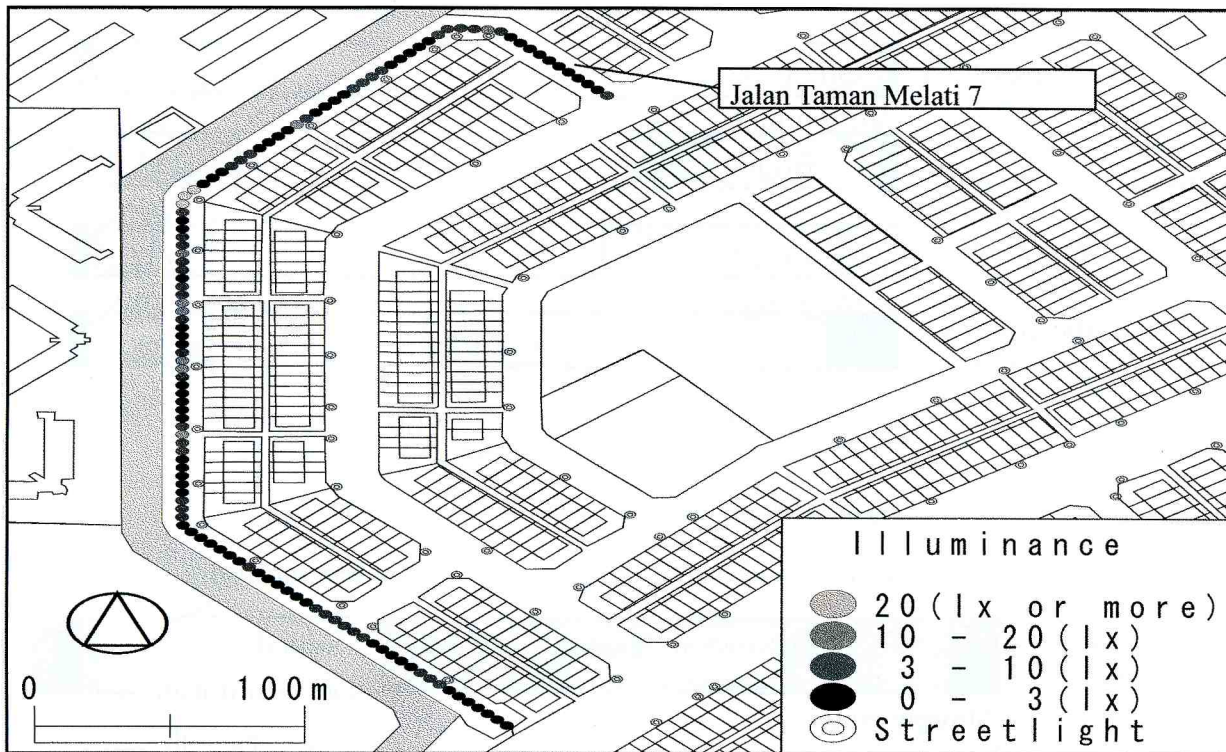 Jalan Taman Melati 7
Illuminance
20 (lx or more)
10 - 20 (lx)
3 - 10 (lx)
0 - 3 (lx)
Streetlight
0 100m